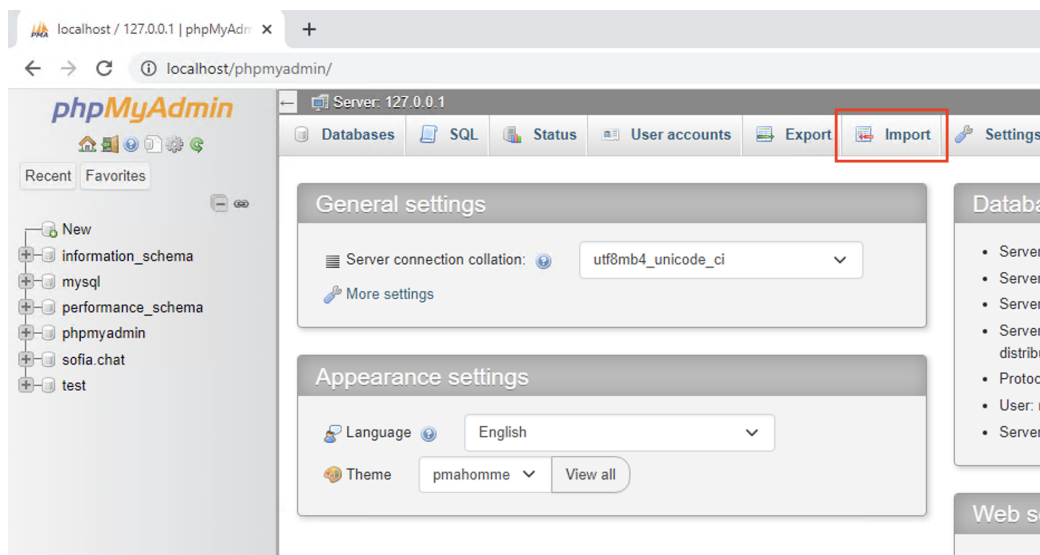 localhost / 127.0.0.1 | phpMyAdm
localhost/phpmyadmin/
phpMyAdmin
Recent Favorites
New
information_schema
mysql
performance_schema
phpmyadmin
sofia.chat
test
Server: 127.0.0.1
Databases SQL Status User accounts Export Import Settings
General settings
Server connection collation: utf8mb4_unicode_ci
More settings
Appearance settings
Language English
Theme pmahomme View all
Databa
Server
Server
Server
Server
distribu
Protoc
User:
Server
Web s